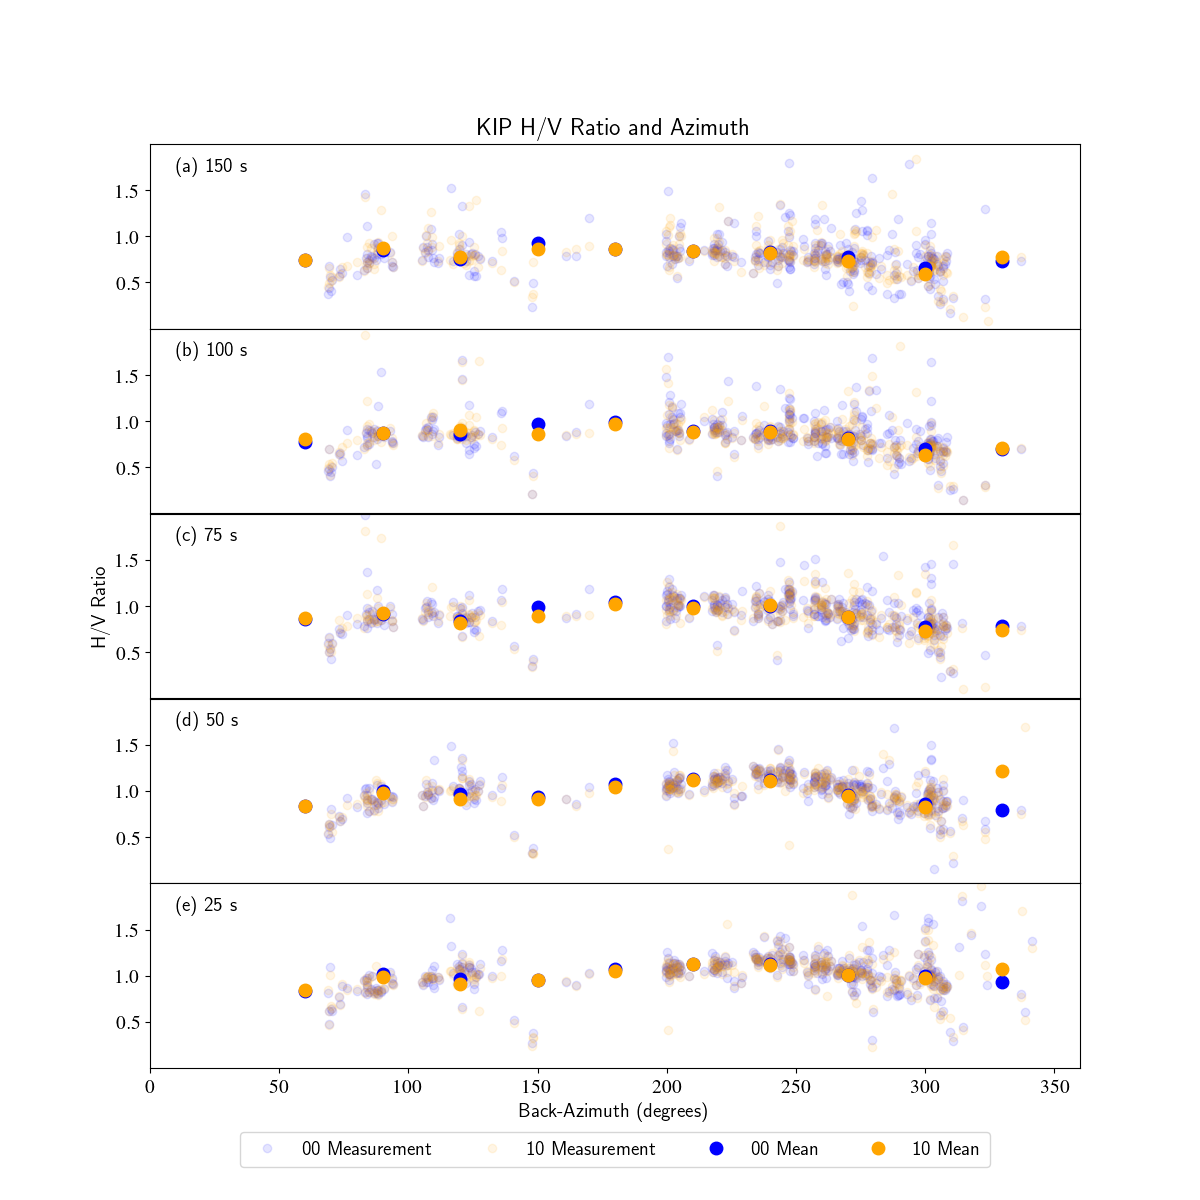 KIP H/V Ratio and Azimuth
(a) 150 s
1.5
1.0
0.5
(b) 100 s
1.5
1.0
0.5
(c) 75 s
1.5
1.0
0.5
H/V Ratio
(d) 50 s
1.5
1.0
0.5
(e) 25 s
1.5
1.0
0.5
0 50 100 150 200 250 300 350
Back-Azimuth (degrees)
00 Measurement 10 Measurement 00 Mean 10 Mean